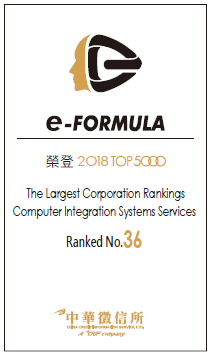 e-FORMULA
榮登 2018 TOP5000
The Largest Corporation Rankings
Computer Integration Systems Services
Ranked No.36
中華徵信所